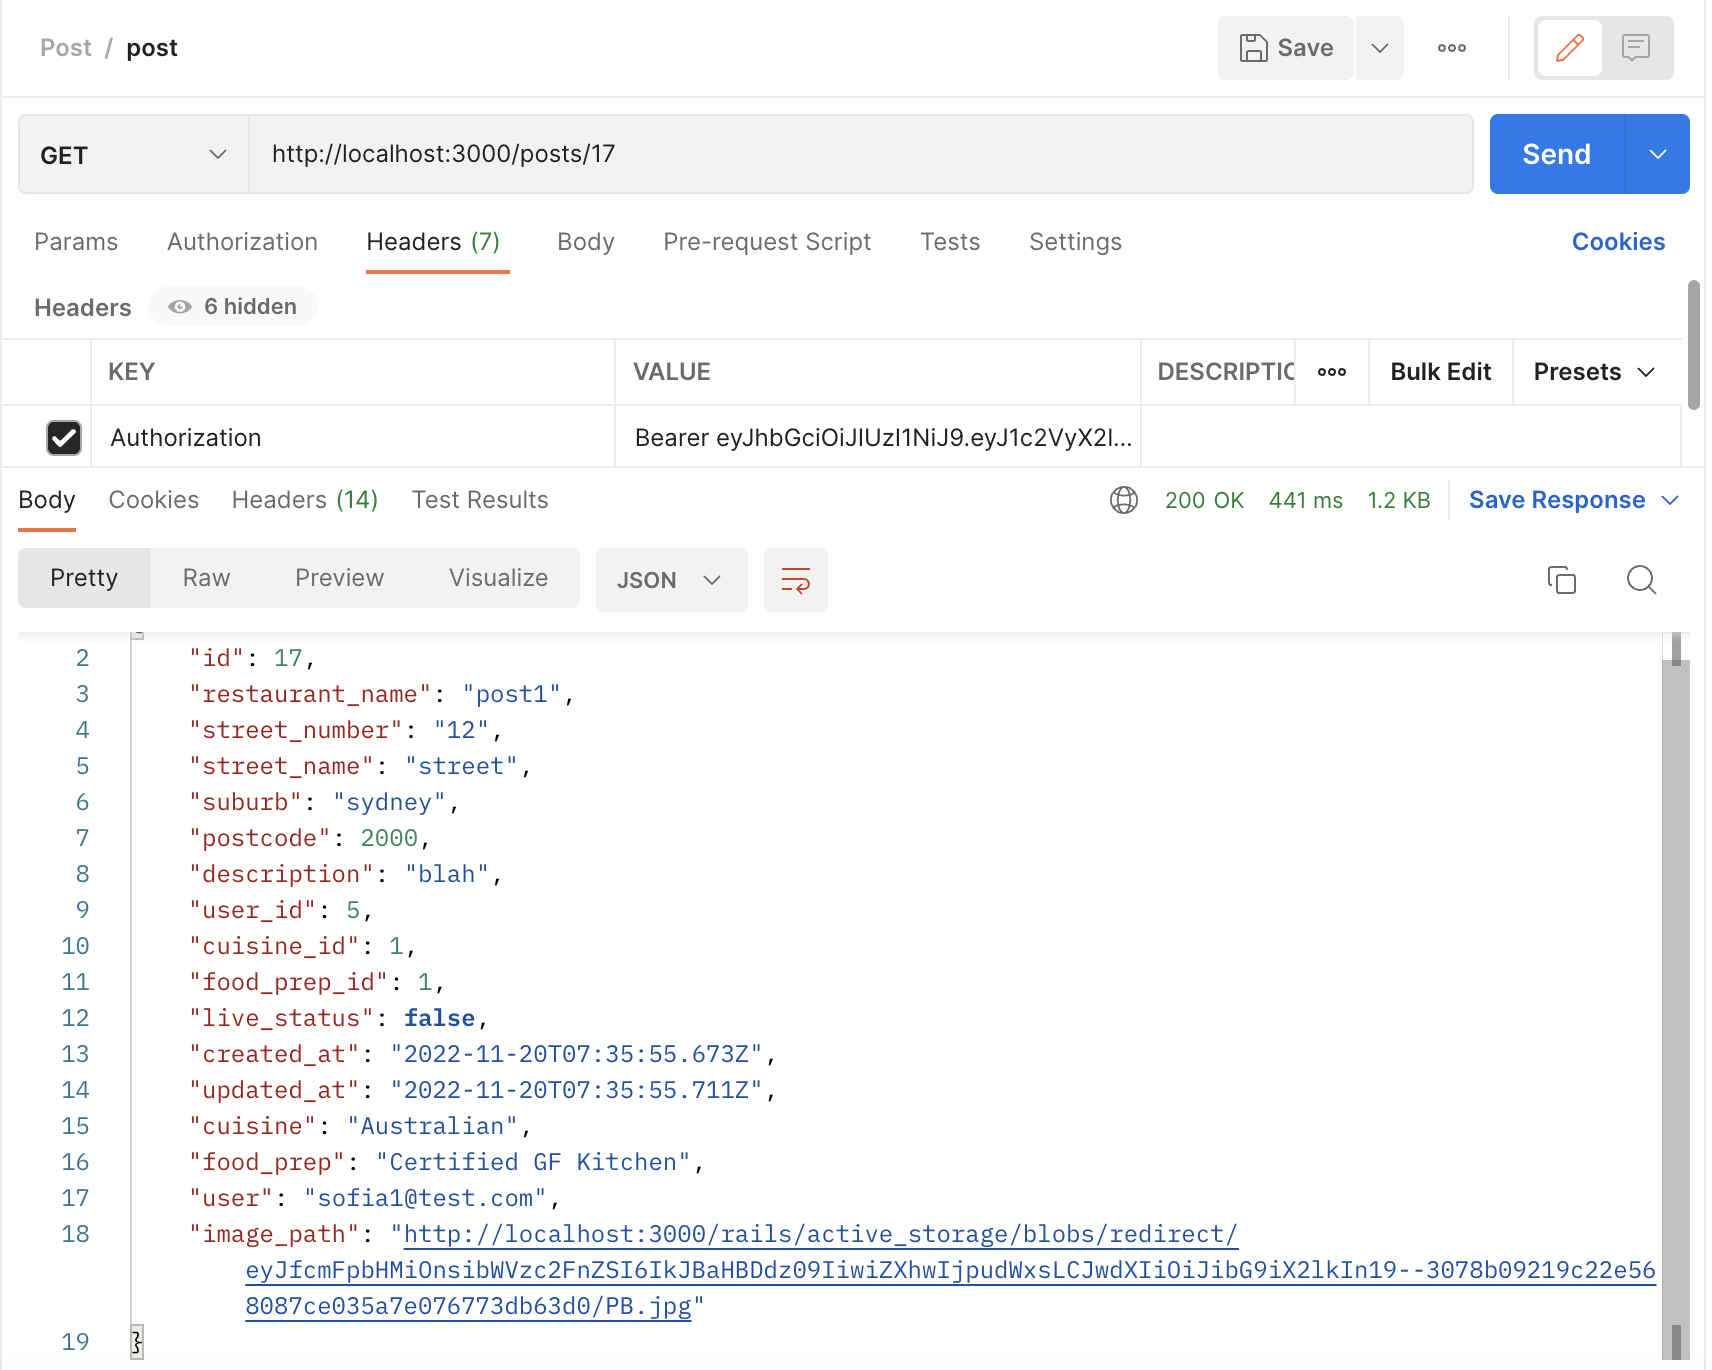 Post / post
Save
GET
http://localhost:3000/posts/17
Send
Params Authorization Headers (7) Body Pre-request Script Tests Settings Cookies
Headers 6 hidden
KEY VALUE DESCRIPTIO Bulk Edit Presets
Authorization Bearer eyJhbGciOiJIUzI1NiJ9.eyJ1c2VyX2l...
Body Cookies Headers (14) Test Results 200 OK 441 ms 1.2 KB Save Response
Pretty Raw Preview Visualize JSON
2 "id": 17,
3 "restaurant_name": "post1",
4 "street_number": "12",
5 "street_name": "street",
6 "suburb": "sydney",
7 "postcode": 2000,
8 "description": "blah",
9 "user_id": 5,
10 "cuisine_id": 1,
11 "food_prep_id": 1,
12 "live_status": false,
13 "created_at": "2022-11-20T07:35:55.673Z",
14 "updated_at": "2022-11-20T07:35:55.711Z",
15 "cuisine": "Australian",
16 "food_prep": "Certified GF Kitchen",
17 "user": "sofia1@test.com",
18 "image_path": "http://localhost:3000/rails/active_storage/blobs/redirect/
eyJfcmFpbHMiOnsibWVzc2FnZSI6IkJBaHBDdz09IiwiZXhwIjpudWxsLCJwdXIiOiJibG9iX2lkIn19--3078b09219c22e56
8087ce035a7e076773db63d0/PB.jpg"
19 }